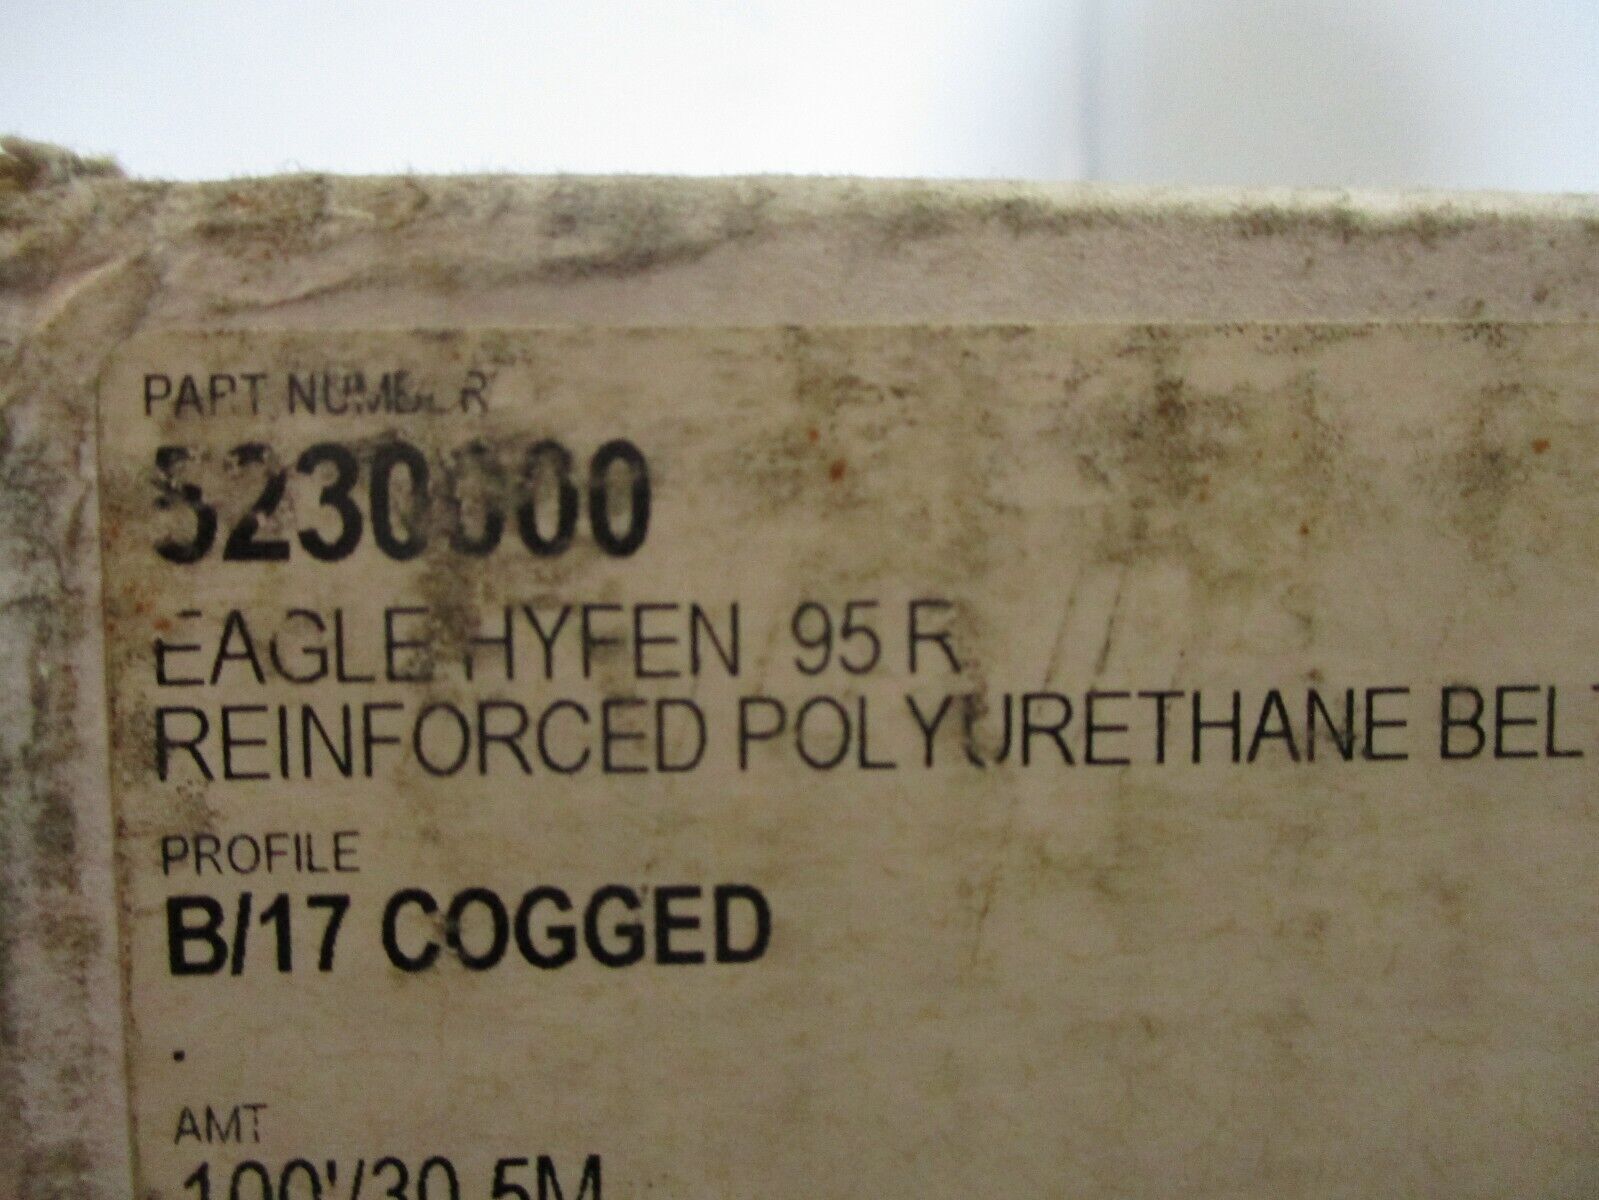 PART NUMBER
5230000
EAGLE HYFEN 95 R
REINFORCED POLYURETHANE BELT
PROFILE
B/17 COGGED
.
AMT
100'/30.5M